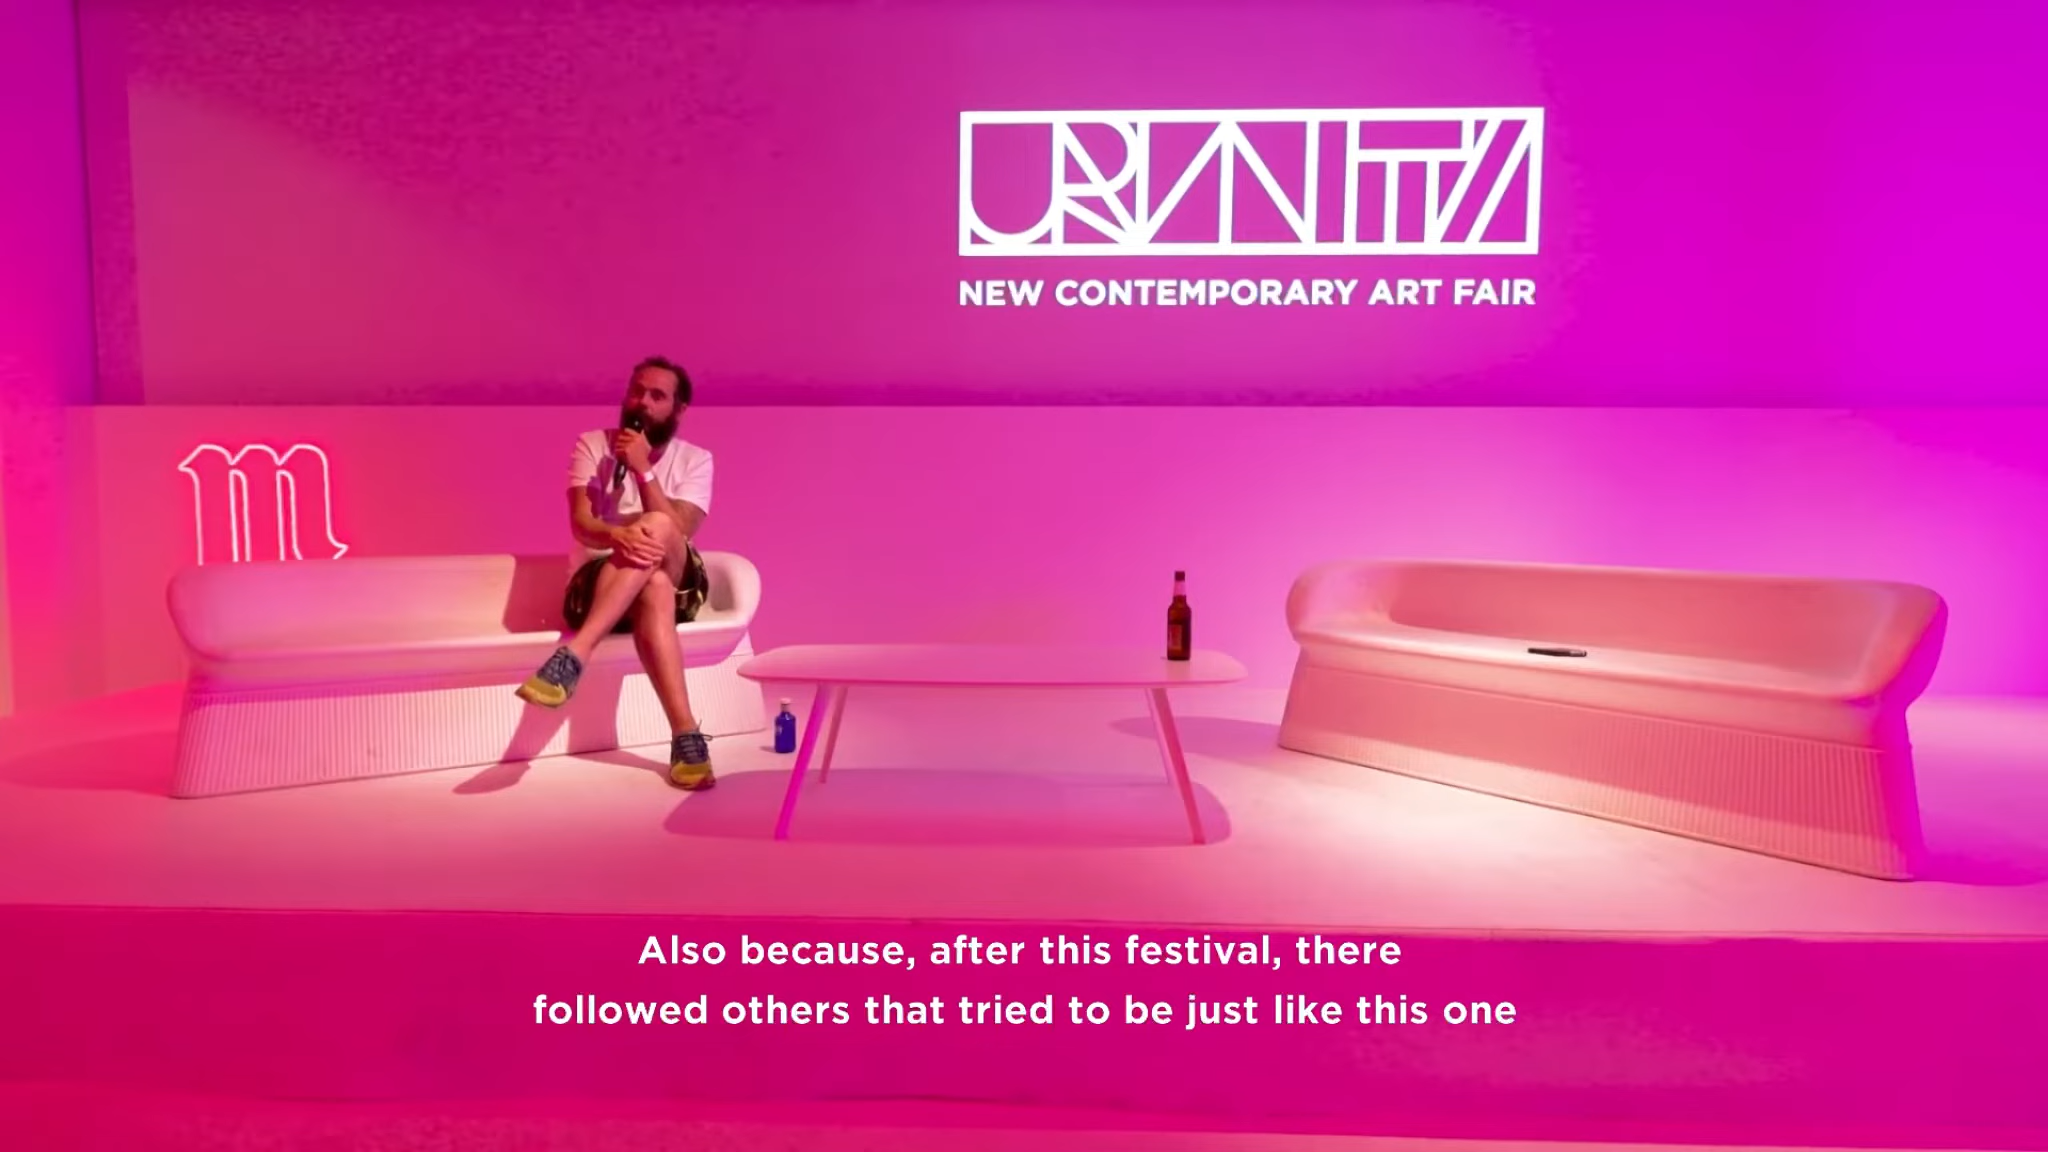 URVANITY
NEW CONTEMPORARY ART FAIR
m
Also because, after this festival, there
followed others that tried to be just like this one